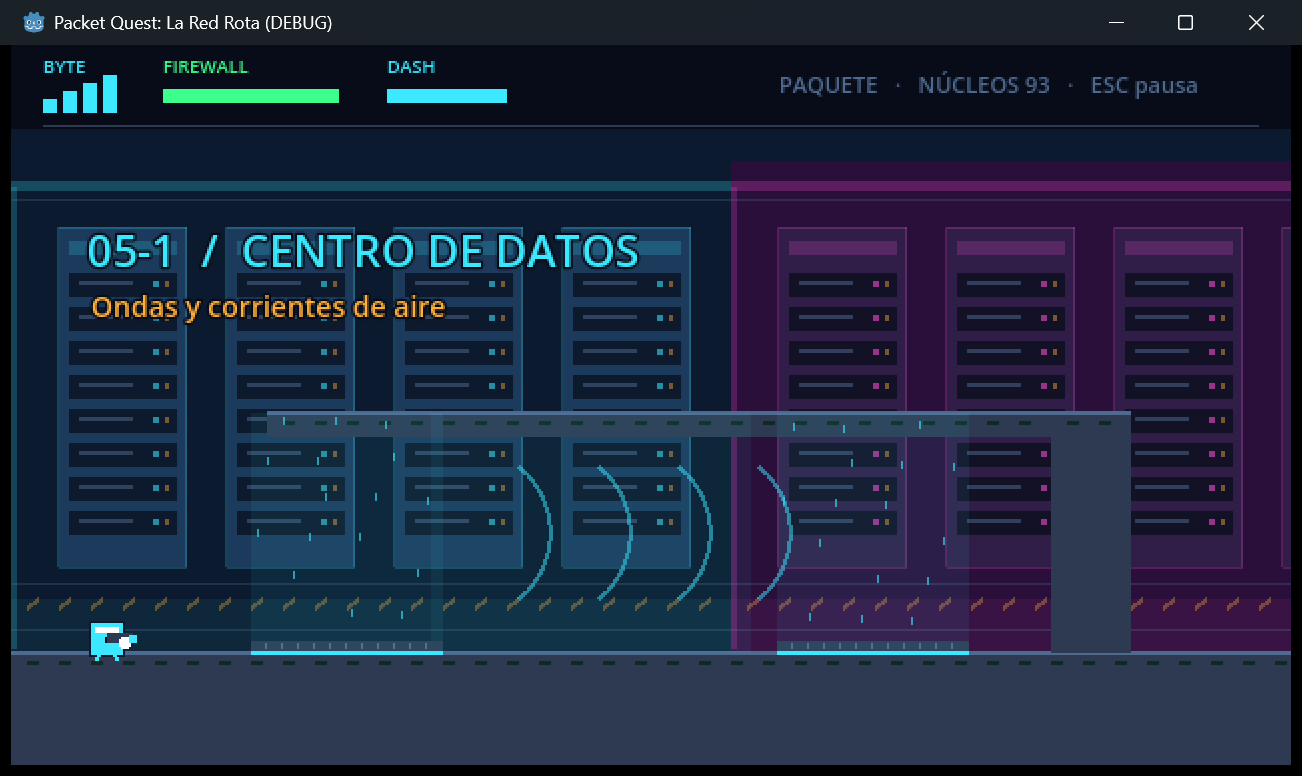 Packet Quest: La Red Rota (DEBUG)
BYTE FIREWALL DASH
PAQUETE · NÚCLEOS 93 · ESC pausa
05-1 / CENTRO DE DATOS
Ondas y corrientes de aire